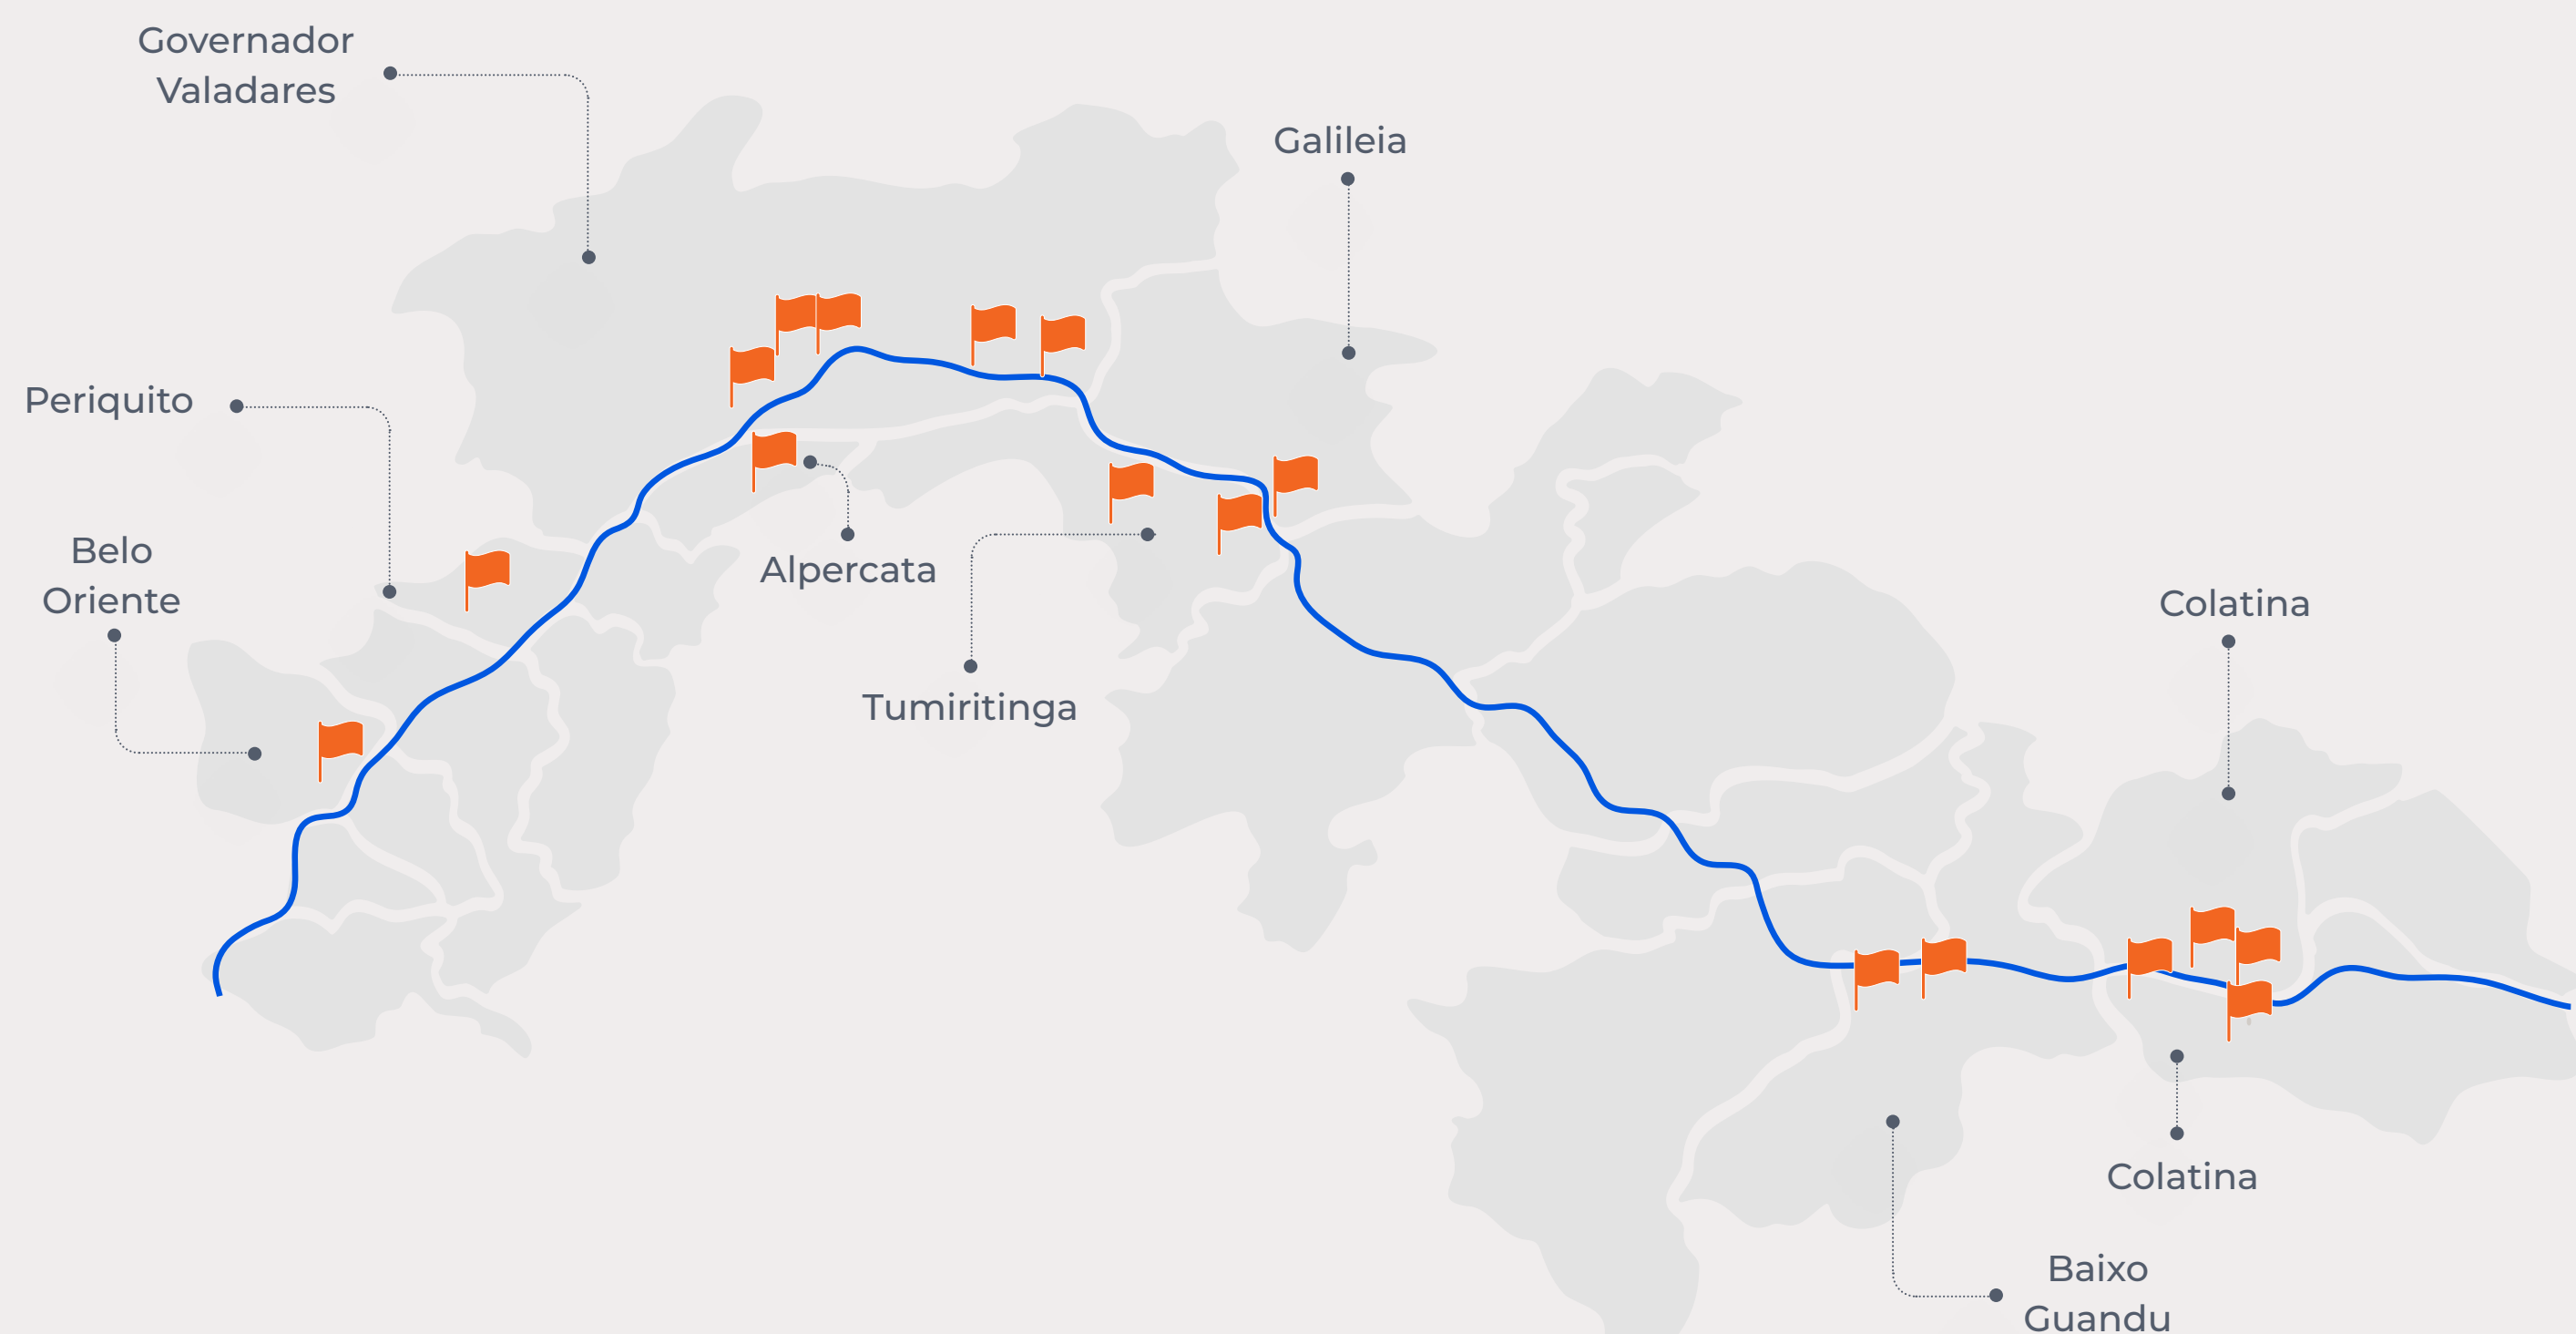 Governador
Valadares
Galileia
Periquito
Belo
Oriente
Alpercata
Tumiritinga
Colatina
Colatina
Baixo
Guandu